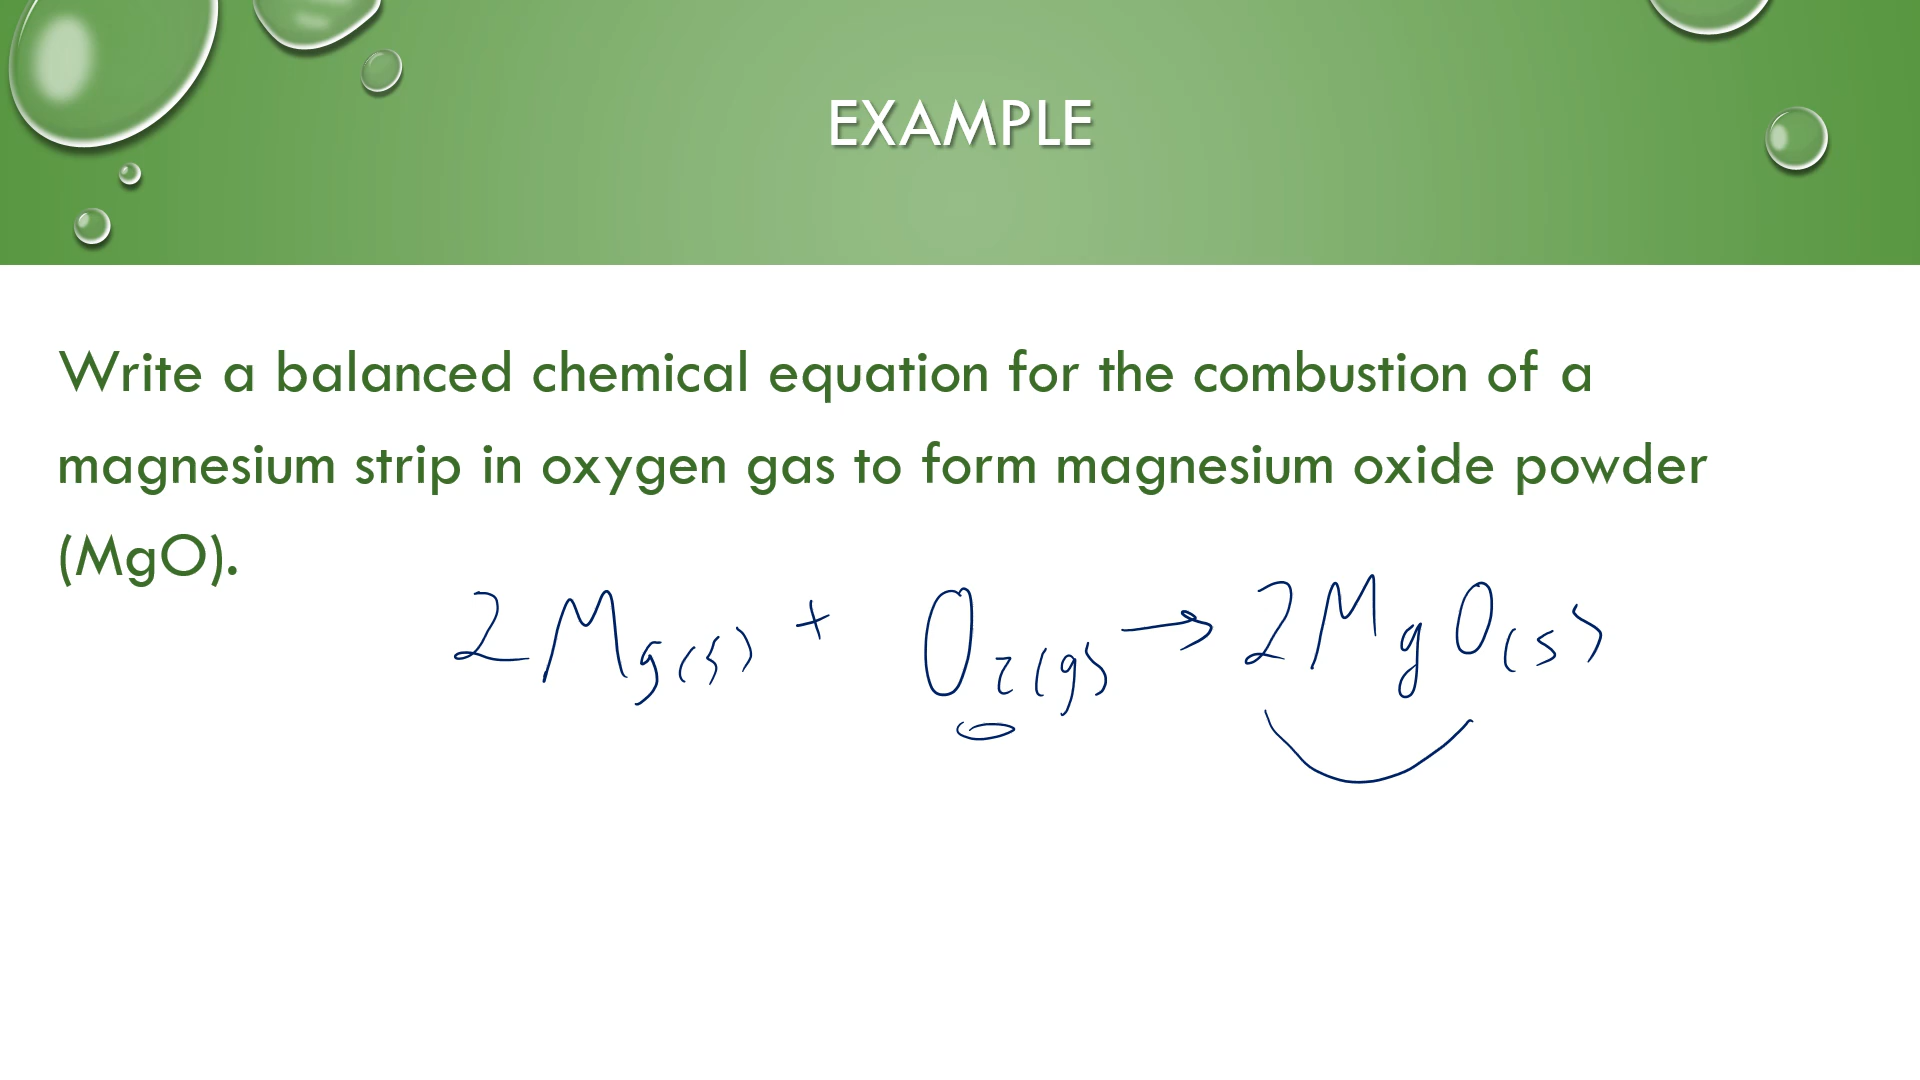 EXAMPLE
Write a balanced chemical equation for the combustion of a
magnesium strip in oxygen gas to form magnesium oxide powder
(MgO).
2Mg(s) + O₂(g) → 2MgO(s)